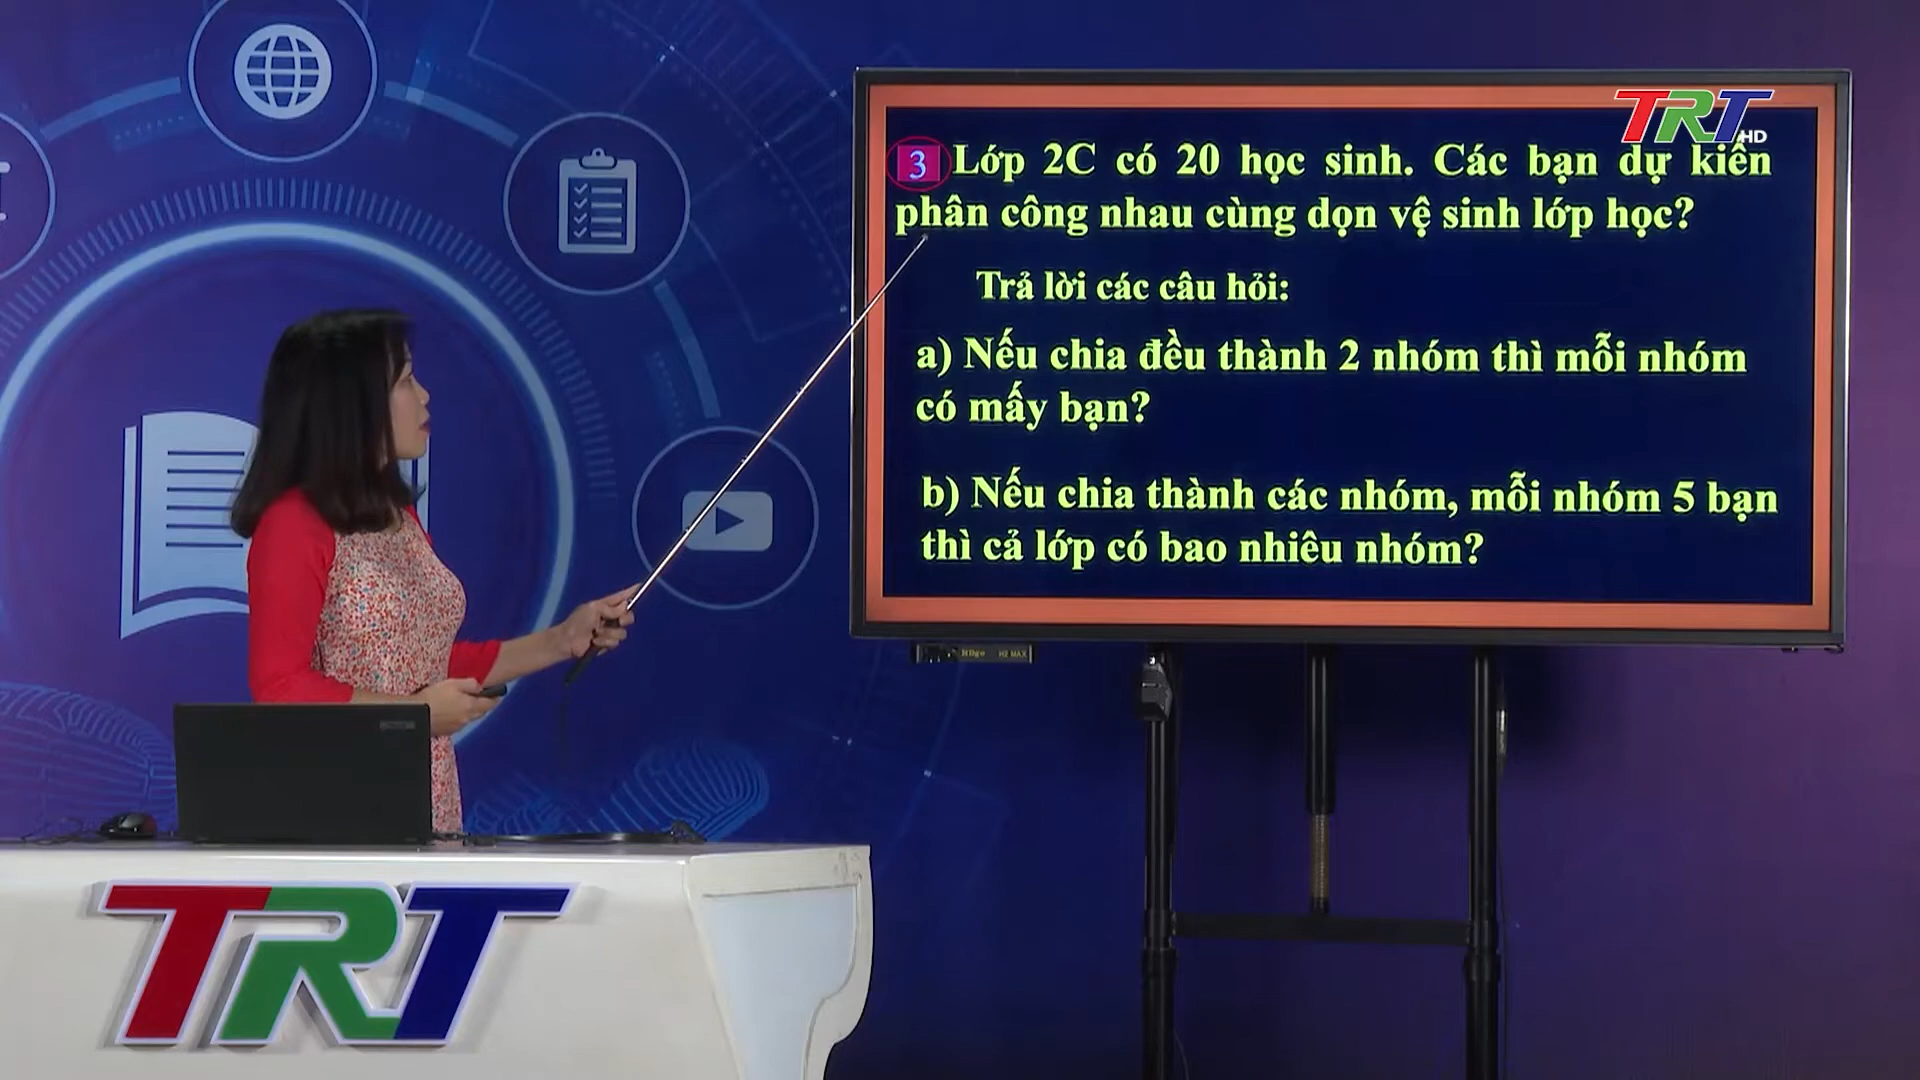 TRT HD
3 Lớp 2C có 20 học sinh. Các bạn dự kiến
phân công nhau cùng dọn vệ sinh lớp học?
Trả lời các câu hỏi:
a) Nếu chia đều thành 2 nhóm thì mỗi nhóm
có mấy bạn?
b) Nếu chia thành các nhóm, mỗi nhóm 5 bạn
thì cả lớp có bao nhiêu nhóm?
H2 MAX
TRT